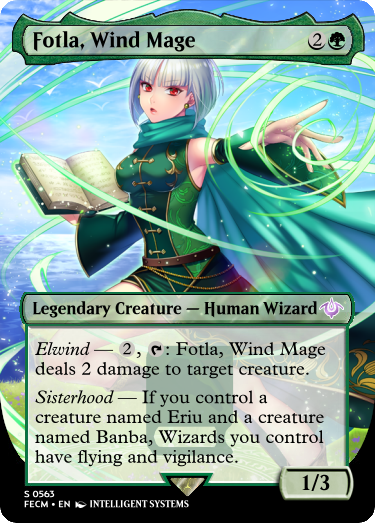 Fotla, Wind Mage 2
Legendary Creature — Human Wizard
Elwind — 2, : Fotla, Wind Mage
deals 2 damage to target creature.
Sisterhood — If you control a
creature named Eriu and a creature
named Banba, Wizards you control
have flying and vigilance.
1/3
S 0563
FECM • EN INTELLIGENT SYSTEMS